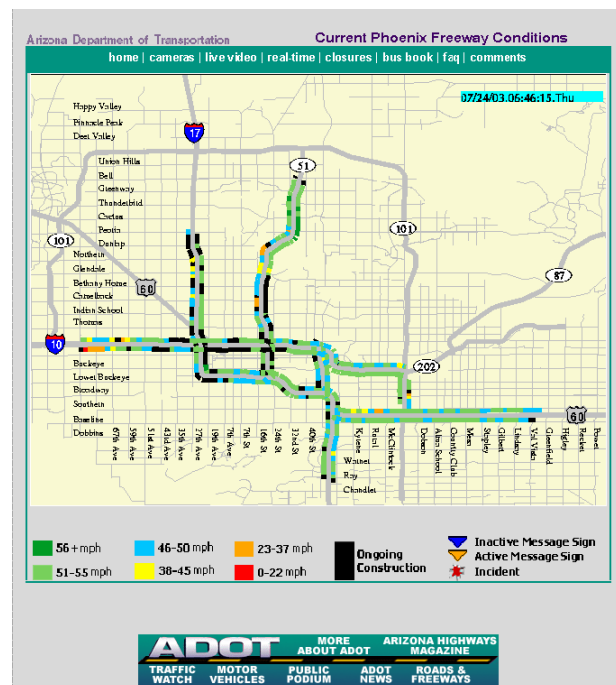 Arizona Department of Transportation
Current Phoenix Freeway Conditions
home | cameras | live video | real-time | closures | bus book | faq | comments
07/24/03.06:46:15.Thu
Happy Valley
Pinnacle Peak
Deer Valley
17
Union Hills
Bell
51
Greenway
Thunderbird
Cactus
Peoria
101
Dunlap
101
Northern
Glendale
87
Bethany Home
60
Camelback
Indian School
Thomas
10
202
Buckeye
Lower Buckeye
Broadway
Southern
60
Baseline
Dobbins
67th Ave
59th Ave
51st Ave
43rd Ave
35th Ave
27th Ave
19th Ave
7th Ave
7th St
16th St
24th St
32nd St
40th St
Kyrene
Rural
McClintock
Dobson
Alma School
Country Club
Mesa
Stapley
Gilbert
Lindsay
Val Vista
Greenfield
Higley
Recker
Power
Warner
Ray
Chandler
56+mph
46-50 mph
23-37 mph
51-55 mph
38-45 mph
0-22 mph
Ongoing
Construction
Inactive Message Sign
Active Message Sign
Incident
ADOT
MORE
ABOUT ADOT
ARIZONA HIGHWAYS
MAGAZINE
TRAFFIC
WATCH
MOTOR
VEHICLES
PUBLIC
PODIUM
ADOT
NEWS
ROADS &
FREEWAYS